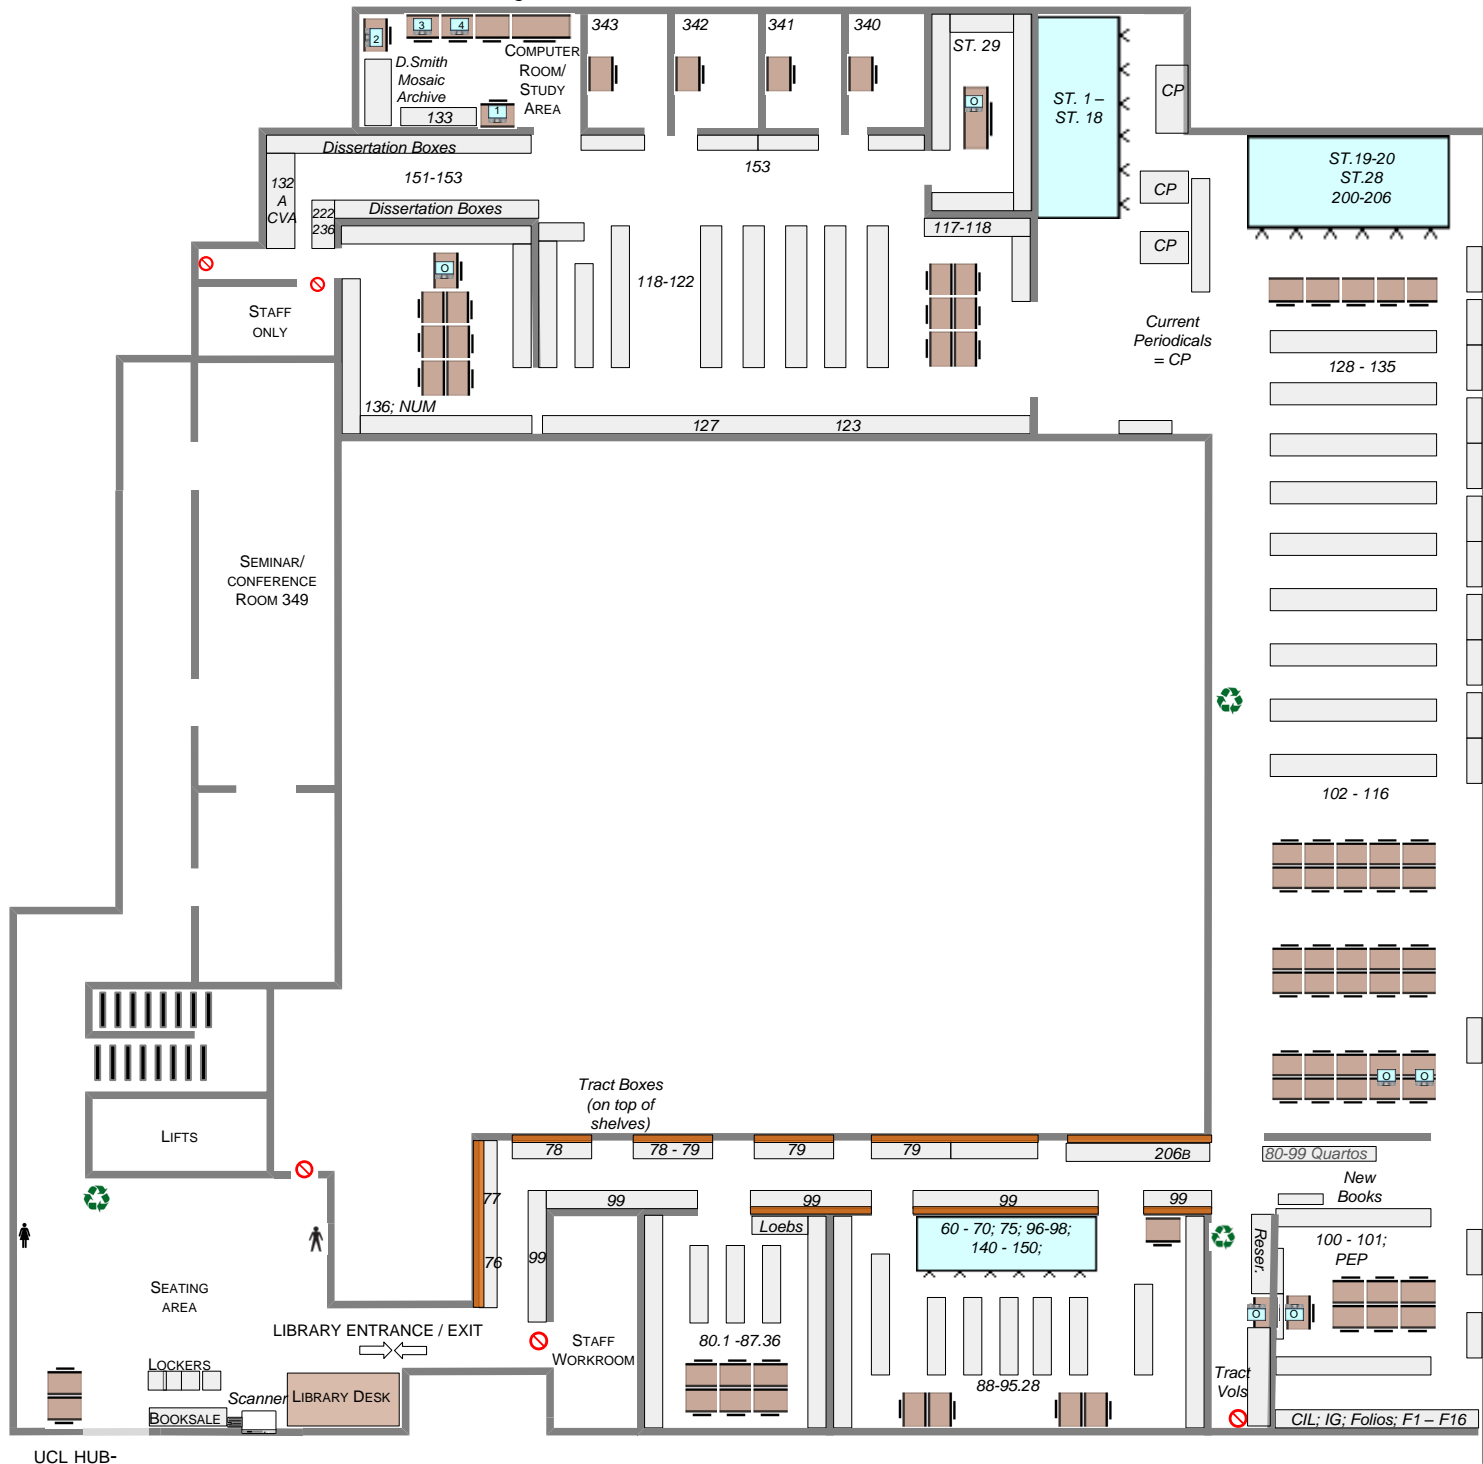 343
342
341
340
3
4
2
1
COMPUTER
ROOM/
STUDY
AREA
D.Smith
Mosaic
Archive
133
ST. 29
O
ST. 1 –
ST. 18
CP
CP
CP
ST.19-20
ST.28
200-206
Dissertation Boxes
151-153
153
132
A
CVA
222
236
Dissertation Boxes
117-118
118-122
O
STAFF
ONLY
Current
Periodicals
= CP
128 - 135
136; NUM
127
123
SEMINAR/
CONFERENCE
ROOM 349
102 - 116
O
O
Tract Boxes
(on top of
shelves)
LIFTS
78
78 - 79
79
79
206B
80-99 Quartos
New
Books
77
76
99
99
99
99
99
Loebs
60 - 70; 75; 96-98;
140 - 150;
Reser.
100 - 101;
PEP
O
O
SEATING
AREA
LIBRARY ENTRANCE / EXIT
STAFF
WORKROOM
80.1 -87.36
88-95.28
Tract
Vols
LOCKERS
Scanner
LIBRARY DESK
BOOKSALE
CIL; IG; Folios; F1 – F16
UCL HUB-